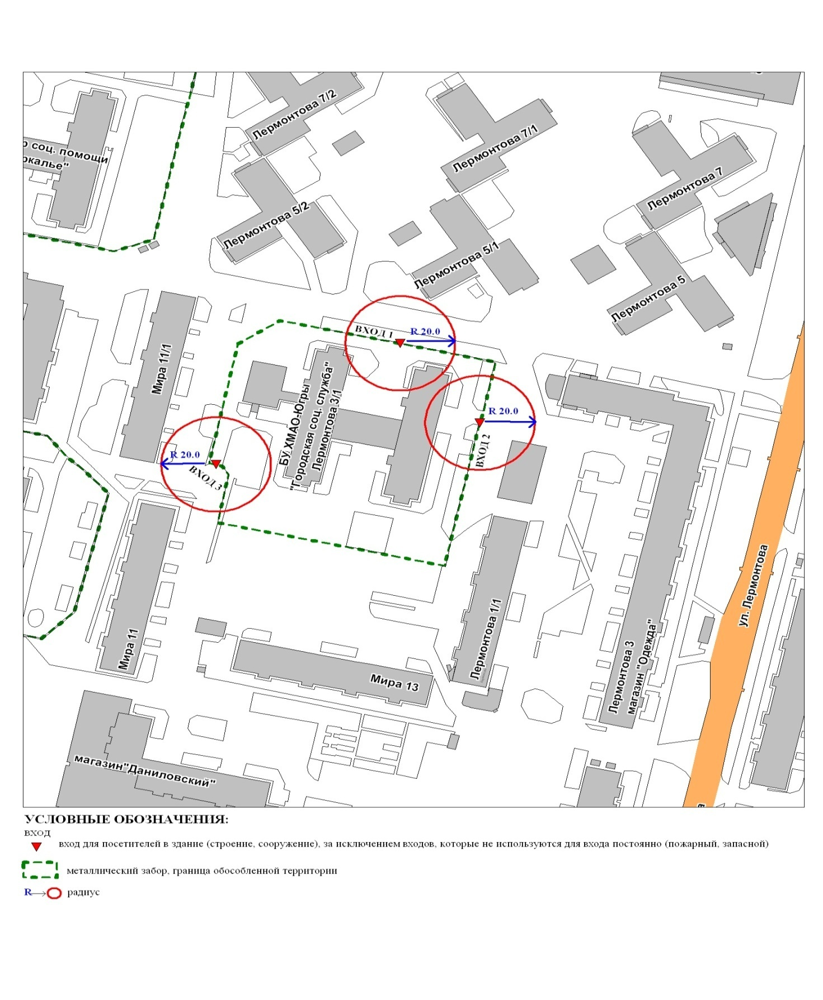 Лермонтова 7/2
Лермонтова 7/1
Лермонтова 7
р соц. помощи
ркалье"
Лермонтова 5/2
Лермонтова 5/1
Лермонтова 5
ВХОД 1
R 20.0
Мира 11/1
БУ ХМАО-Югры
"Городская соц. служба"
Лермонтова 3/1
R 20.0
ВХОД 2
R 20.0
ВХОД 3
ул. Лермонтова
Мира 11
Мира 13
Лермонтова 1/1
Лермонтова 3
магазин "Одежда"
магазин"Даниловский"
а
УСЛОВНЫЕ ОБОЗНАЧЕНИЯ:
ВХОД
вход для посетителей в здание (строение, сооружение), за исключением входов, которые не используются для входа постоянно (пожарный, запасной)
металлический забор, граница обособленной территории
R
радиус